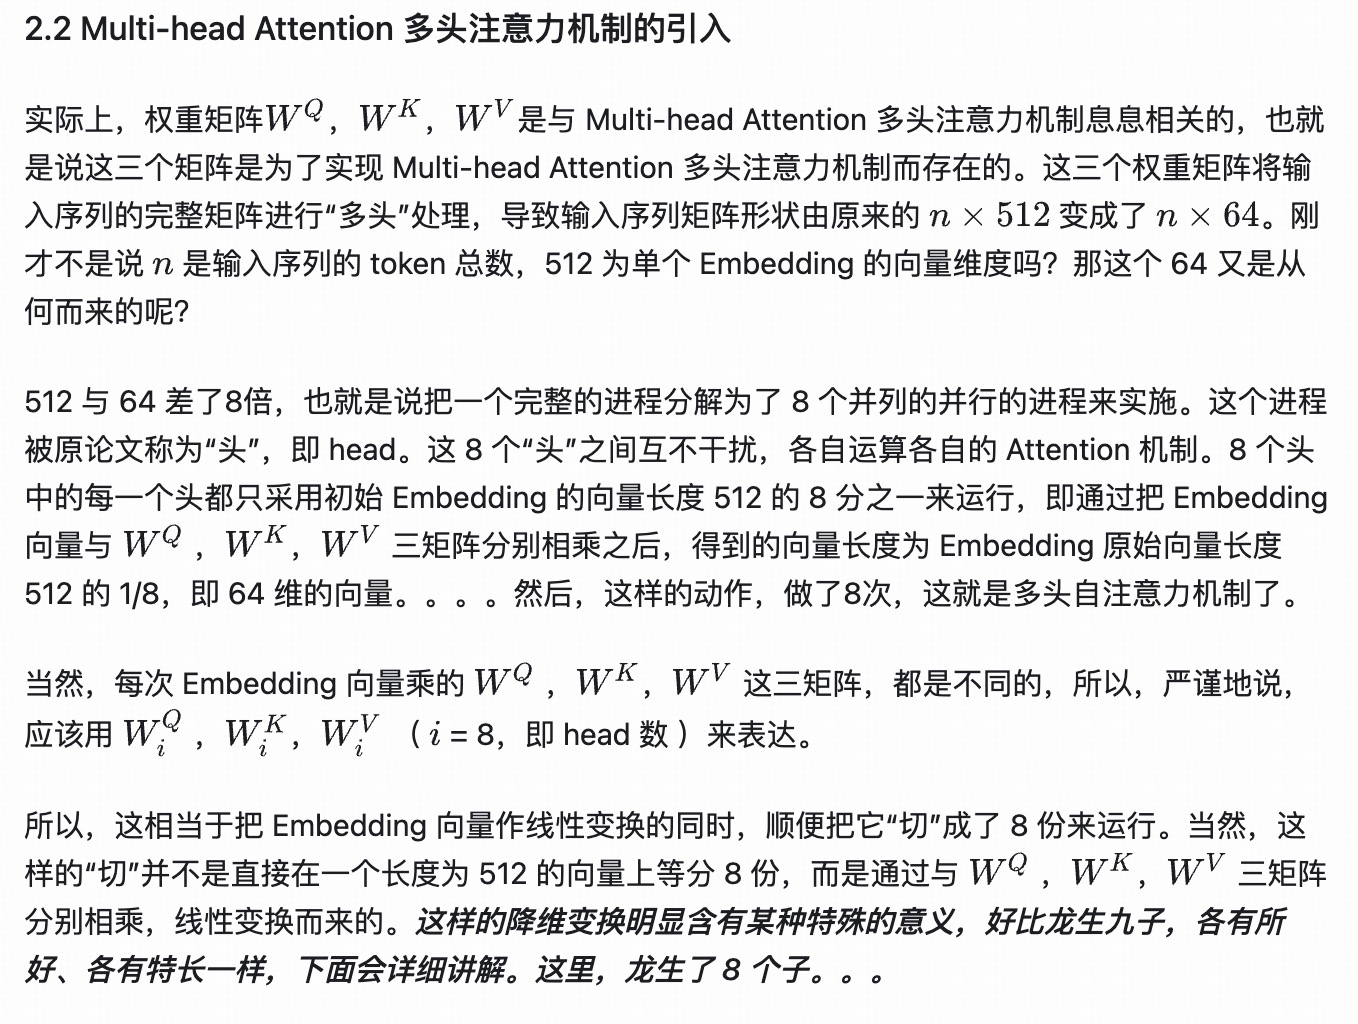 2.2 Multi-head Attention 多头注意力机制的引入
实际上，权重矩阵W^Q，W^K，W^V是与 Multi-head Attention 多头注意力机制息息相关的，也就
是说这三个矩阵是为了实现 Multi-head Attention 多头注意力机制而存在的。这三个权重矩阵将输
入序列的完整矩阵进行“多头”处理，导致输入序列矩阵形状由原来的 n × 512 变成了 n × 64。刚
才不是说 n 是输入序列的 token 总数，512 为单个 Embedding 的向量维度吗？那这个 64 又是从
何而来的呢？
512 与 64 差了8倍，也就是说把一个完整的进程分解为了 8 个并列的并行的进程来实施。这个进程
被原论文称为“头”，即 head。这 8 个“头”之间互不干扰，各自运算各自的 Attention 机制。8 个头
中的每一个头都只采用初始 Embedding 的向量长度 512 的 8 分之一来运行，即通过把 Embedding
向量与 W^Q ，W^K，W^V 三矩阵分别相乘之后，得到的向量长度为 Embedding 原始向量长度
512 的 1/8，即 64 维的向量。。。。然后，这样的动作，做了8次，这就是多头自注意力机制了。
当然，每次 Embedding 向量乘的 W^Q ，W^K，W^V 这三矩阵，都是不同的，所以，严谨地说，
应该用 W_i^Q ，W_i^K，W_i^V （ i = 8，即 head 数 ）来表达。
所以，这相当于把 Embedding 向量作线性变换的同时，顺便把它“切”成了 8 份来运行。当然，这
样的“切”并不是直接在一个长度为 512 的向量上等分 8 份，而是通过与 W^Q ，W^K，W^V 三矩阵
分别相乘，线性变换而来的。这样的降维变换明显含有某种特殊的意义，好比龙生九子，各有所
好、各有特长一样，下面会详细讲解。这里，龙生了 8 个子。。。